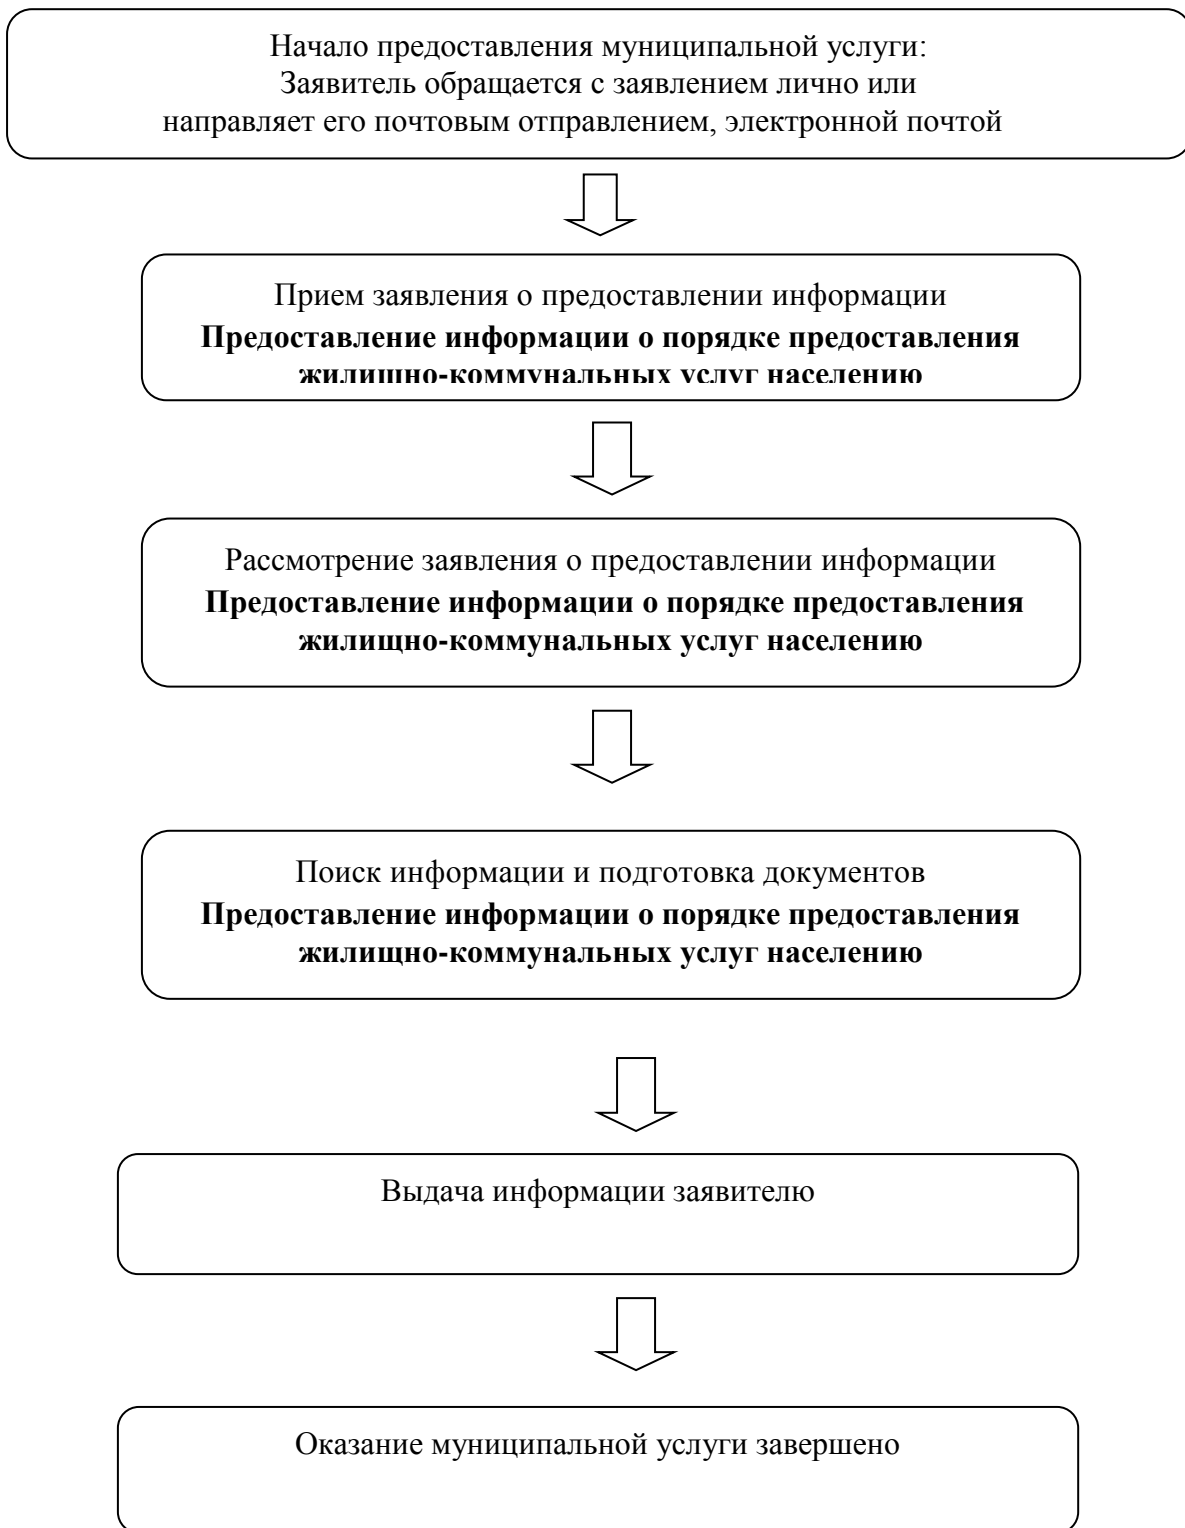 Начало предоставления муниципальной услуги:
Заявитель обращается с заявлением лично или
направляет его почтовым отправлением, электронной почтой
Прием заявления о предоставлении информации
Предоставление информации о порядке предоставления
жилищно-коммунальных услуг населению
Рассмотрение заявления о предоставлении информации
Предоставление информации о порядке предоставления
жилищно-коммунальных услуг населению
Поиск информации и подготовка документов
Предоставление информации о порядке предоставления
жилищно-коммунальных услуг населению
Выдача информации заявителю
Оказание муниципальной услуги завершено